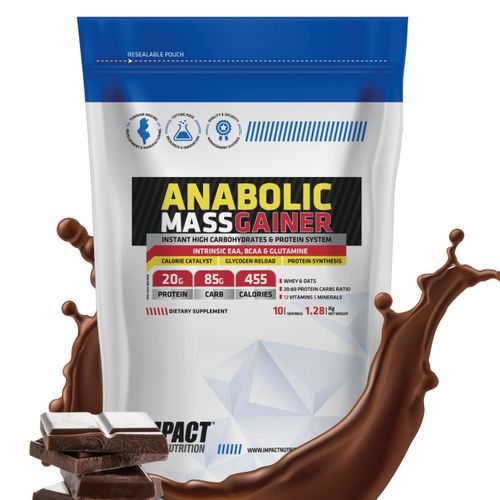 RESEALABLE POUCH
ANABOLIC
MASS GAINER
INSTANT HIGH CARBOHYDRATES & PROTEIN SYSTEM
INTRINSIC EAA, BCAA & GLUTAMINE
CALORIE CATALYST GLYCOGEN RELOAD PROTEIN SYNTHESIS
20G 85G 455
PROTEIN CARB CALORIES
WHEY & OATS
20:80 PROTEIN CARBS RATIO
12 VITAMINS & MINERALS
DIETARY SUPPLEMENT
10 SERVINGS 1.28 Kg NET WEIGHT
MPACT
NUTRITION
WWW.IMPACTNUTRI